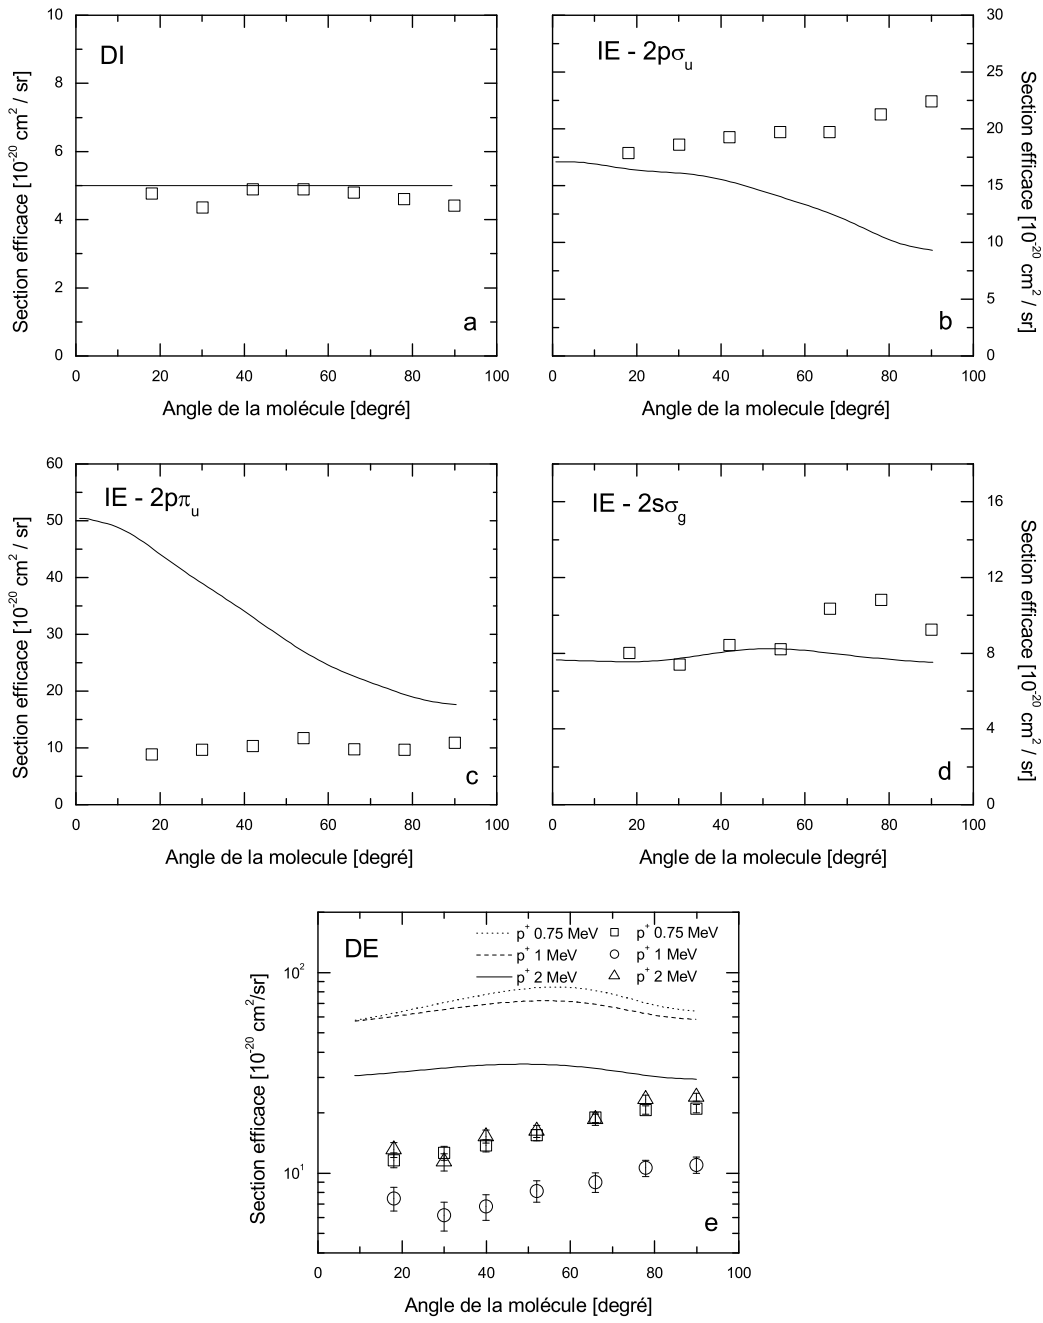 DI
Section efficace [10⁻²⁰ cm² / sr]
10
8
6
4
2
0
a
0 20 40 60 80 100
Angle de la molécule [degré]
IE - 2pσᵤ
30
25
20
15
10
5
0
Section efficace [10⁻²⁰ cm² / sr]
b
0 20 40 60 80 100
Angle de la molecule [degré]
IE - 2pπᵤ
Section efficace [10⁻²⁰ cm² / sr]
60
50
40
30
20
10
0
c
0 20 40 60 80 100
Angle de la molecule [degré]
IE - 2sσg
16
12
8
4
0
Section efficace [10⁻²⁰ cm² / sr]
d
0 20 40 60 80 100
Angle de la molecule [degré]
DE
p⁺ 0.75 MeV p⁺ 0.75 MeV
p⁺ 1 MeV p⁺ 1 MeV
p⁺ 2 MeV p⁺ 2 MeV
Section efficace [10⁻²⁰ cm²/sr]
10²
10¹
e
0 20 40 60 80 100
Angle de la molécule [degré]